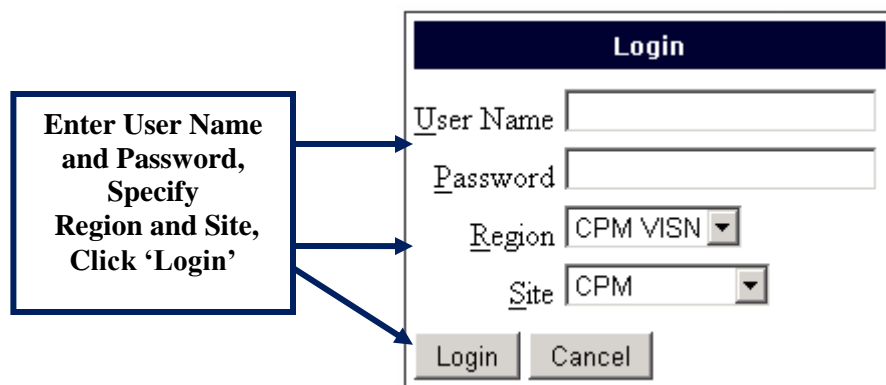 Login
Enter User Name
and Password,
Specify
Region and Site,
Click ‘Login’
User Name
Password
Region CPM VISN
Site CPM
Login Cancel